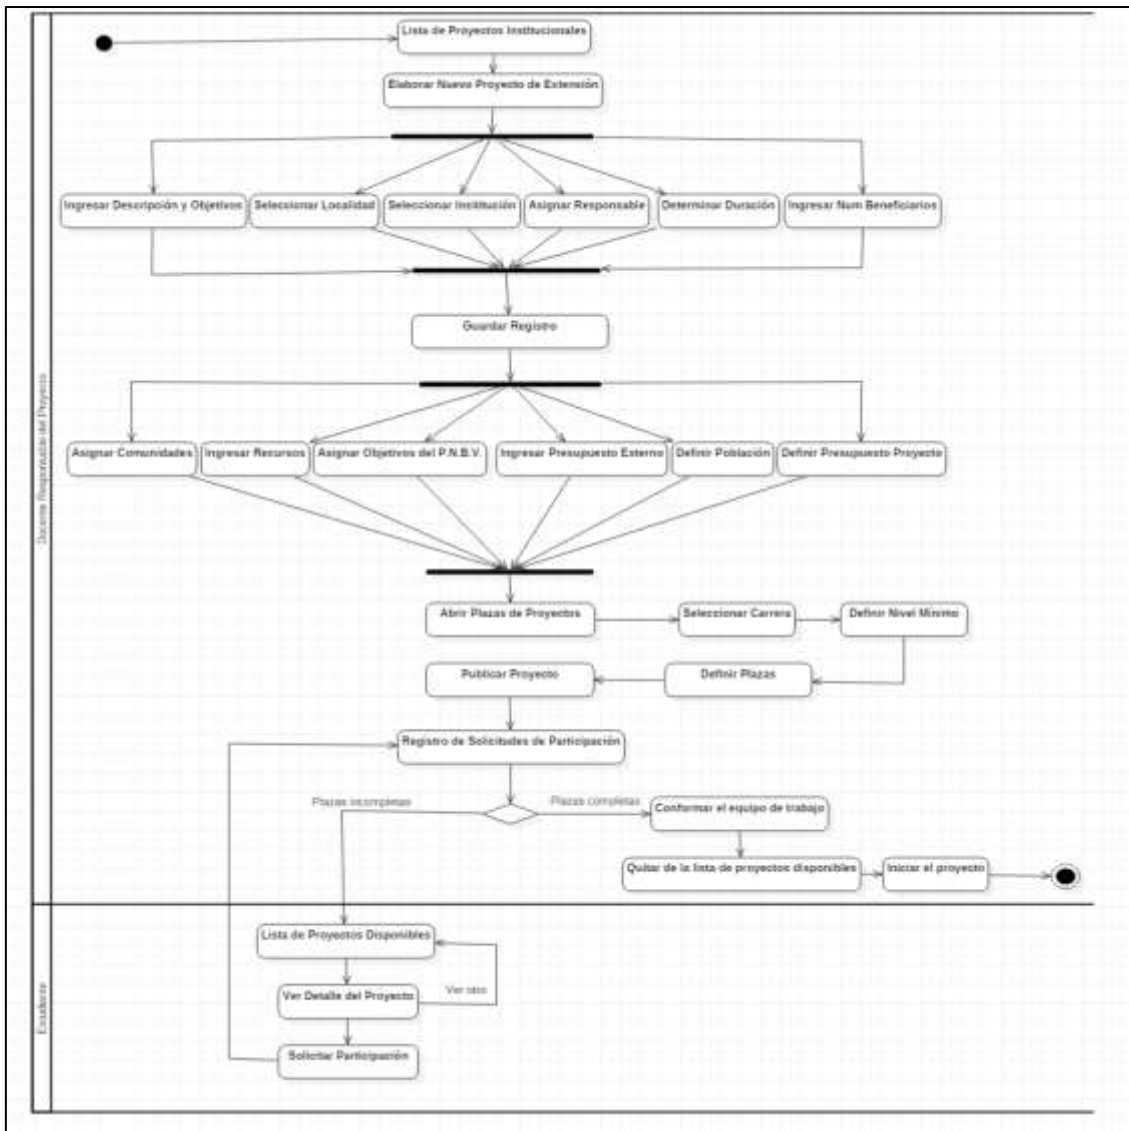 Lista de Proyectos Institucionales
Elaborar Nuevo Proyecto de Extensión
Ingresar Descripción y Objetivos
Seleccionar Localidad
Seleccionar Institución
Asignar Responsable
Determinar Duración
Ingresar Num Beneficiarios
Guardar Registro
Docente Responsable del Proyecto
Asignar Comunidades
Ingresar Recursos
Asignar Objetivos del P.N.B.V.
Ingresar Presupuesto Externo
Definir Población
Definir Presupuesto Proyecto
Abrir Plazas de Proyectos
Seleccionar Carrera
Definir Nivel Mínimo
Publicar Proyecto
Definir Plazas
Registro de Solicitudes de Participación
Plazas incompletas
Plazas completas
Conformar el equipo de trabajo
Quitar de la lista de proyectos disponibles
Iniciar el proyecto
Lista de Proyectos Disponibles
Estudiante
Ver Detalle del Proyecto
Ver otro
Solicitar Participación